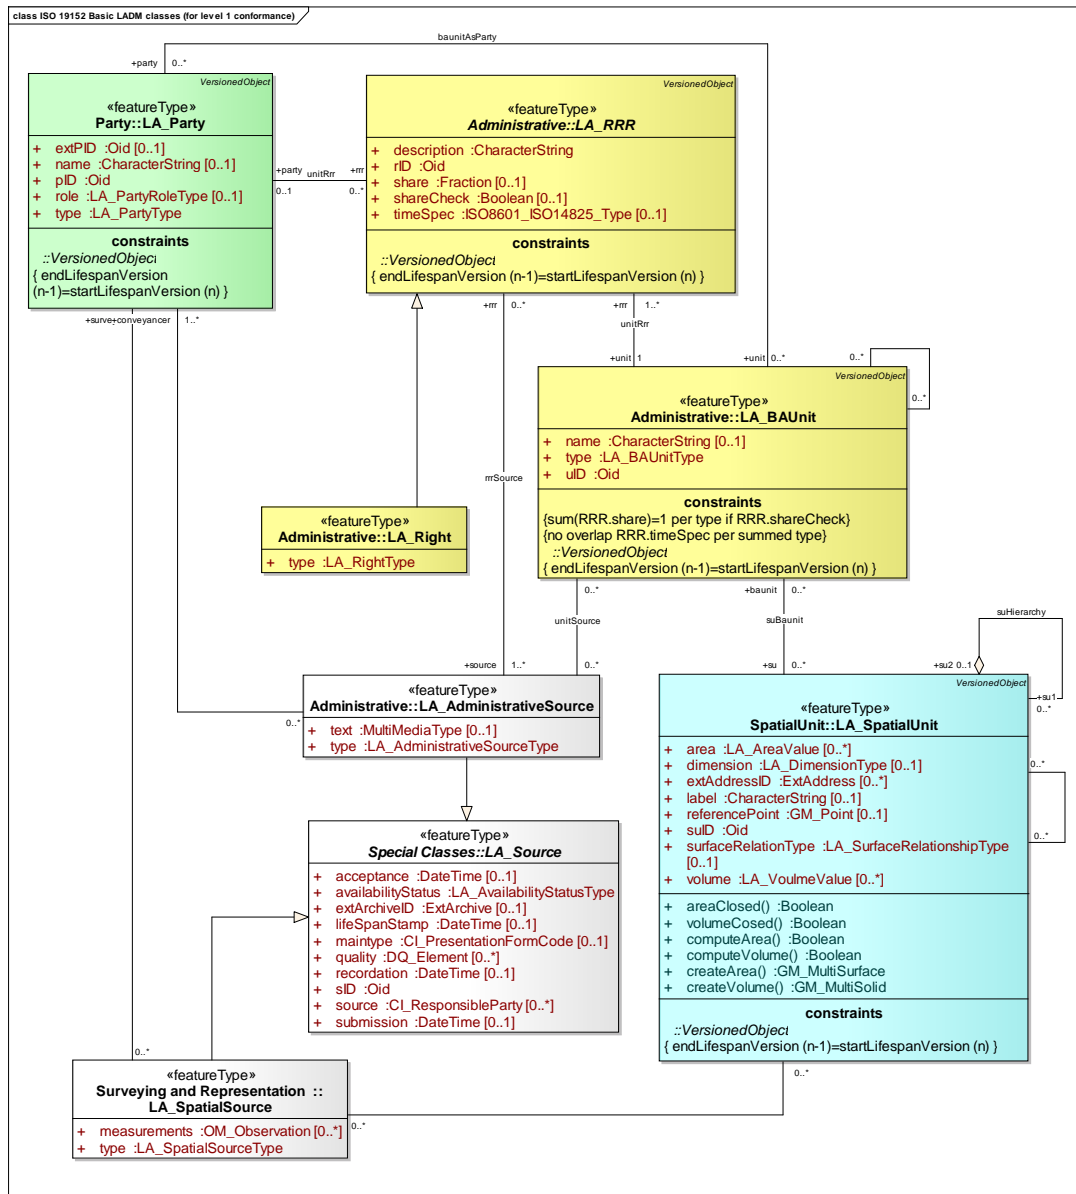 class ISO 19152 Basic LADM classes (for level 1 conformance)
baunitAsParty
+party 0..*
VersionedObject
«featureType»
Party::LA_Party
+ extPID :Oid [0..1]
+ name :CharacterString [0..1]
+ pID :Oid
+ role :LA_PartyRoleType [0..1]
+ type :LA_PartyType
constraints
::VersionedObject
{ endLifespanVersion
(n-1)=startLifespanVersion (n) }
+party unitRrr +rrr
0..1 0..*
VersionedObject
«featureType»
Administrative::LA_RRR
+ description :CharacterString
+ rID :Oid
+ share :Fraction [0..1]
+ shareCheck :Boolean [0..1]
+ timeSpec :ISO8601_ISO14825_Type [0..1]
constraints
::VersionedObject
{ endLifespanVersion (n-1)=startLifespanVersion (n) }
+surve+conveyancer 1..*
+rrr 0..*
+rrr 1..*
unitRrr
+unit 1
+unit 0..*
0..*
0..*
VersionedObject
«featureType»
Administrative::LA_BAUnit
+ name :CharacterString [0..1]
+ type :LA_BAUnitType
+ uID :Oid
constraints
{sum(RRR.share)=1 per type if RRR.shareCheck}
{no overlap RRR.timeSpec per summed type}
::VersionedObject
{ endLifespanVersion (n-1)=startLifespanVersion (n) }
rrrSource
«featureType»
Administrative::LA_Right
+ type :LA_RightType
0..*
unitSource
0..*
+baunit 0..*
suBaunit
+su 0..*
suHierarchy
+su2 0..1
+su1
0..*
+source 1..*
0..*
«featureType»
Administrative::LA_AdministrativeSource
+ text :MultiMediaType [0..1]
+ type :LA_AdministrativeSourceType
VersionedObject
«featureType»
SpatialUnit::LA_SpatialUnit
+ area :LA_AreaValue [0..*]
+ dimension :LA_DimensionType [0..1]
+ extAddressID :ExtAddress [0..*]
+ label :CharacterString [0..1]
+ referencePoint :GM_Point [0..1]
+ suID :Oid
+ surfaceRelationType :LA_SurfaceRelationshipType
[0..1]
+ volume :LA_VoulmeValue [0..*]
+ areaClosed() :Boolean
+ volumeCosed() :Boolean
+ computeArea() :Boolean
+ computeVolume() :Boolean
+ createArea() :GM_MultiSurface
+ createVolume() :GM_MultiSolid
constraints
::VersionedObject
{ endLifespanVersion (n-1)=startLifespanVersion (n) }
0..*
0..*
«featureType»
Special Classes::LA_Source
+ acceptance :DateTime [0..1]
+ availabilityStatus :LA_AvailabilityStatusType
+ extArchiveID :ExtArchive [0..1]
+ lifeSpanStamp :DateTime [0..1]
+ maintype :CI_PresentationFormCode [0..1]
+ quality :DQ_Element [0..*]
+ recordation :DateTime [0..1]
+ sID :Oid
+ source :CI_ResponsibleParty [0..*]
+ submission :DateTime [0..1]
0..*
«featureType»
Surveying and Representation ::
LA_SpatialSource
+ measurements :OM_Observation [0..*]
+ type :LA_SpatialSourceType
0..*
0..*